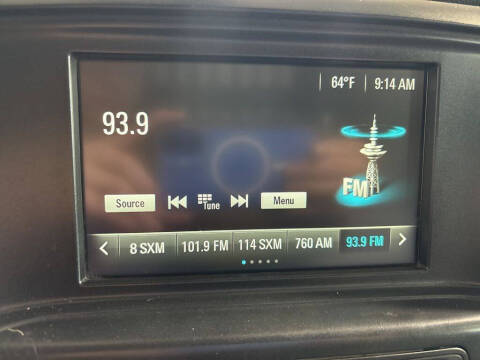 64°F 9:14 AM
93.9
FM
Source Tune Menu
8 SXM 101.9 FM 114 SXM 760 AM 93.9 FM